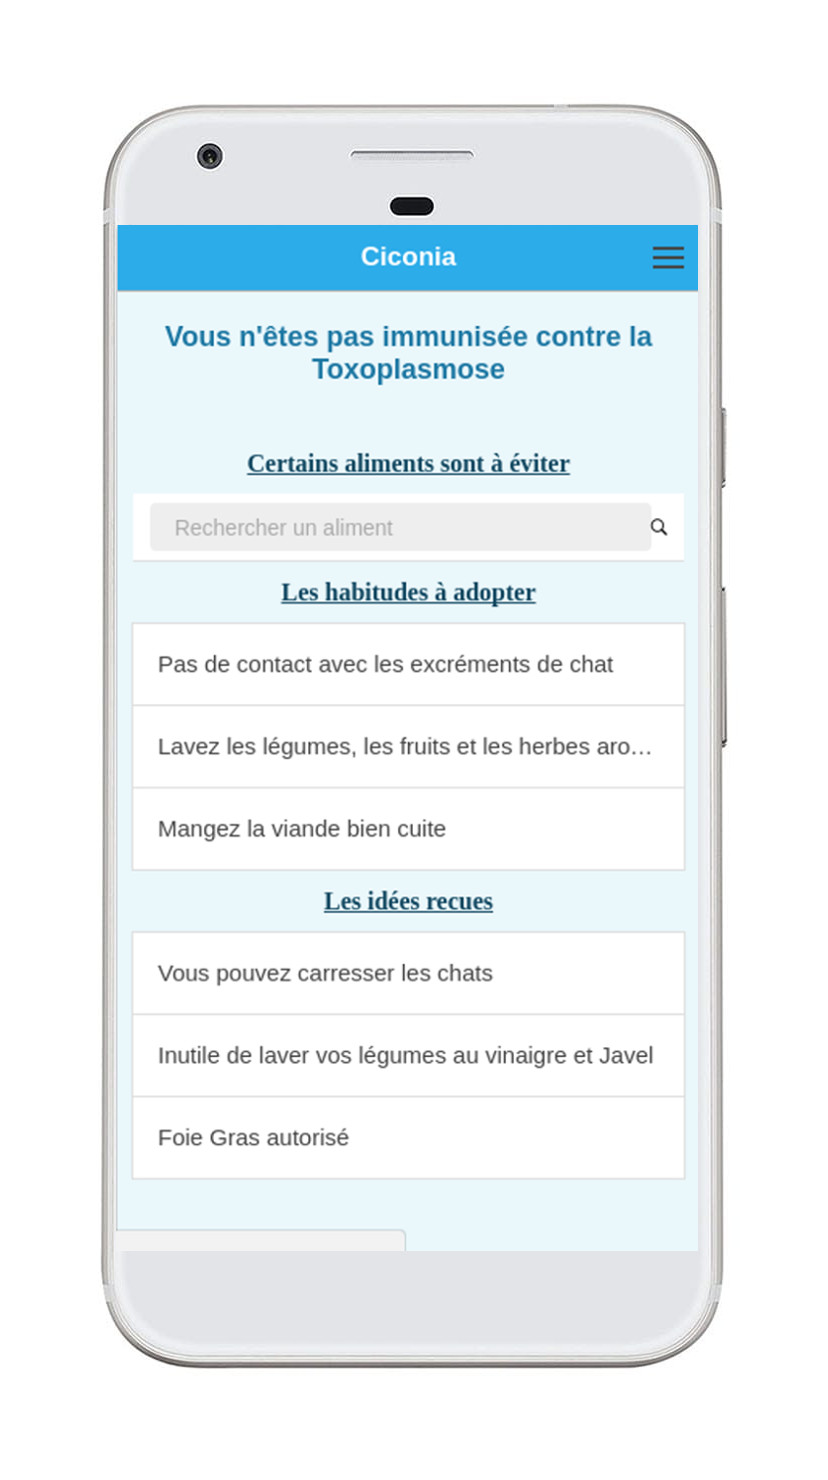 Ciconia
Vous n'êtes pas immunisée contre la
Toxoplasmose
Certains aliments sont à éviter
Rechercher un aliment
Les habitudes à adopter
Pas de contact avec les excréments de chat
Lavez les légumes, les fruits et les herbes aro…
Mangez la viande bien cuite
Les idées recues
Vous pouvez carresser les chats
Inutile de laver vos légumes au vinaigre et Javel
Foie Gras autorisé